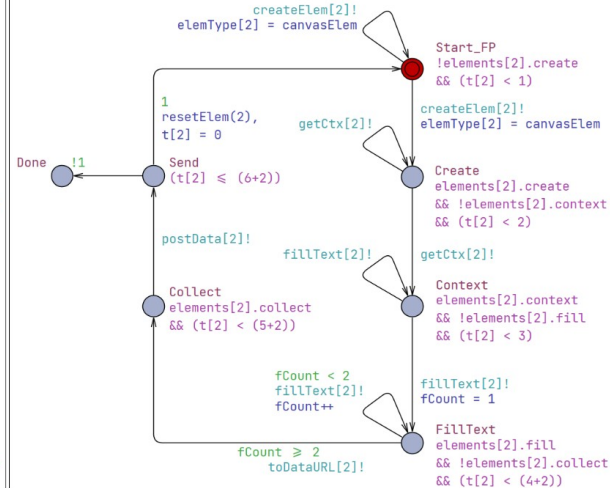 createElem[2]!
elemType[2] = canvasElem
Start_FP
!elements[2].create
&& (t[2] < 1)
1
resetElem(2),
t[2] = 0
createElem[2]!
elemType[2] = canvasElem
getCtx[2]!
Done
!1
Send
(t[2] ⩽ (6+2))
Create
elements[2].create
&& !elements[2].context
&& (t[2] < 2)
postData[2]!
fillText[2]!
getCtx[2]!
Collect
elements[2].collect
&& (t[2] < (5+2))
Context
elements[2].context
&& !elements[2].fill
&& (t[2] < 3)
fCount < 2
fillText[2]!
fCount++
fillText[2]!
fCount = 1
fCount ⩾ 2
toDataURL[2]!
FillText
elements[2].fill
&& !elements[2].collect
&& (t[2] < (4+2))